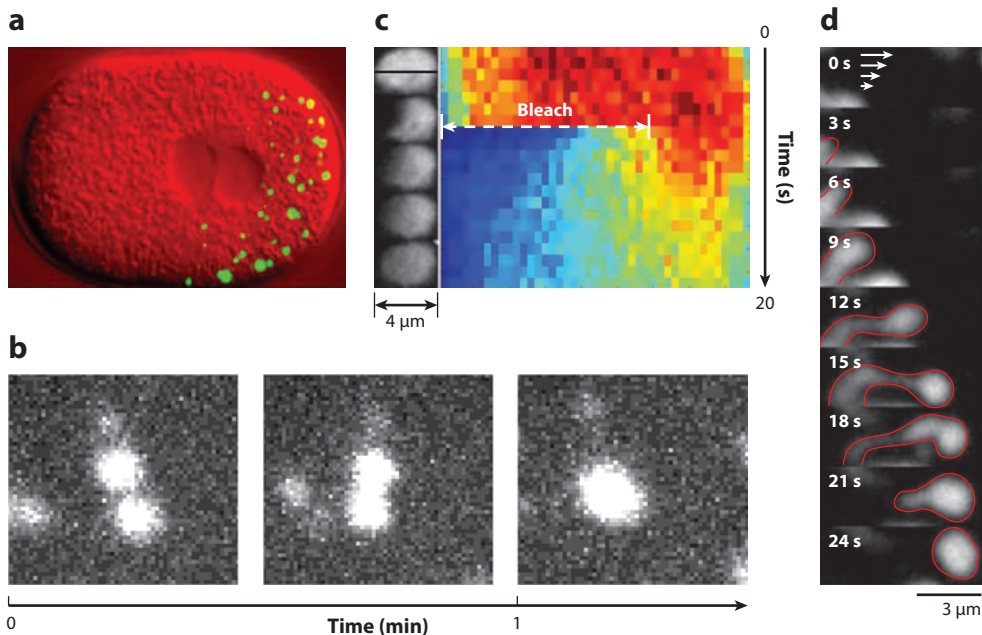 a
c
d
0
Bleach
Time (s)
20
4 μm
b
0
1
Time (min)
0 s
3 s
6 s
9 s
12 s
15 s
18 s
21 s
24 s
3 μm